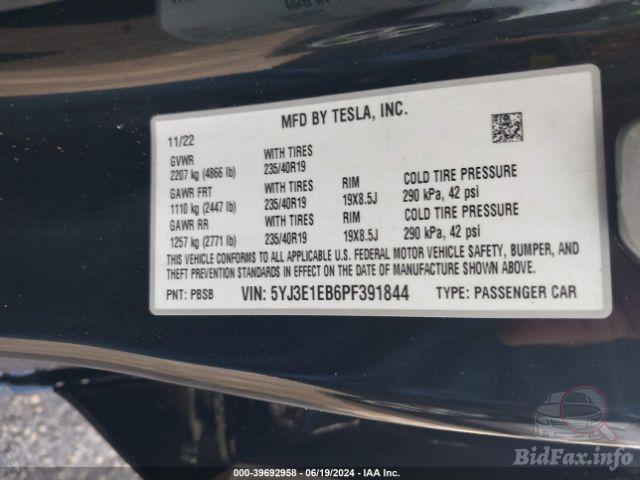 MFD BY TESLA, INC.
11/22
GVWR WITH TIRES
2207 kg (4866 lb) 235/40R19
GAWR FRT WITH TIRES RIM COLD TIRE PRESSURE
1110 kg (2447 lb) 235/40R19 19X8.5J 290 kPa, 42 psi
GAWR RR WITH TIRES RIM COLD TIRE PRESSURE
1257 kg (2771 lb) 235/40R19 19X8.5J 290 kPa, 42 psi
THIS VEHICLE CONFORMS TO ALL APPLICABLE U.S. FEDERAL MOTOR VEHICLE SAFETY, BUMPER, AND
THEFT PREVENTION STANDARDS IN EFFECT ON THE DATE OF MANUFACTURE SHOWN ABOVE.
PNT: PBSB VIN: 5YJ3E1EB6PF391844 TYPE: PASSENGER CAR
BidFax.info
000-39692958 - 06/19/2024 - IAA Inc.